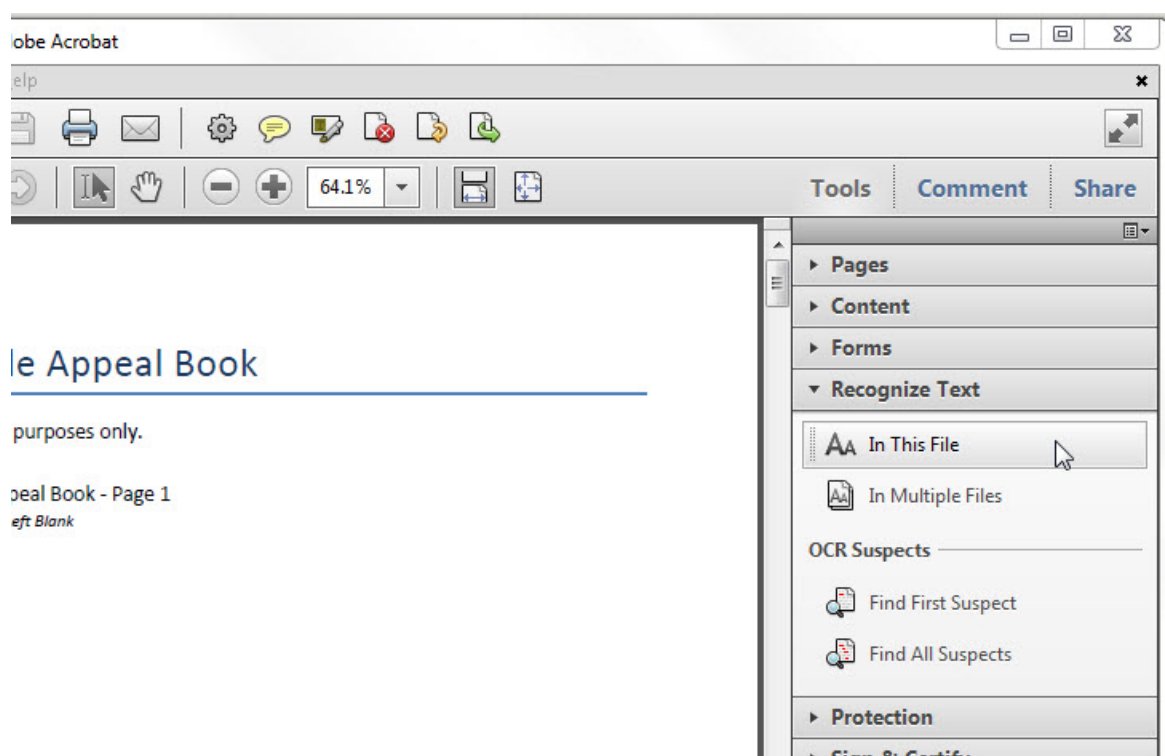 obe Acrobat
elp
64.1%
Tools Comment Share
Pages
Content
Forms
Recognize Text
In This File
In Multiple Files
OCR Suspects
Find First Suspect
Find All Suspects
Protection
Sign & Certify
le Appeal Book
purposes only.
peal Book - Page 1
eft Blank